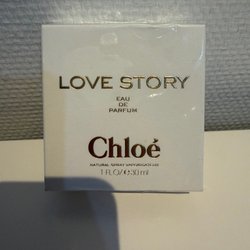 LOVE STORY
EAU
DE
PARFUM
Chloé
NATURAL SPRAY VAPORISATEUR
1 FL.OZ e 30 ml